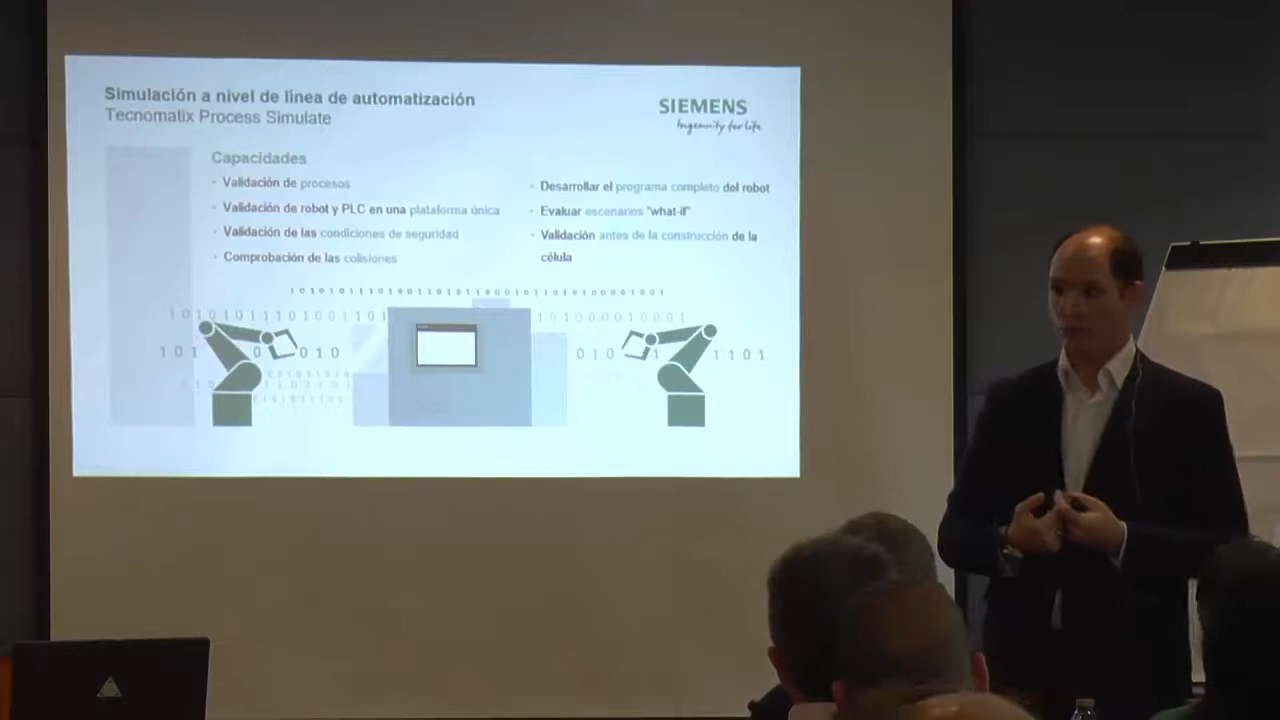 Simulación a nivel de línea de automatización
Tecnomatix Process Simulate
SIEMENS
Ingenuity for life
Capacidades
- Validación de procesos
- Validación de robot y PLC en una plataforma única
- Validación de las condiciones de seguridad
- Comprobación de las colisiones
- Desarrollar el programa completo del robot
- Evaluar escenarios "what-if"
- Validación antes de la construcción de la
célula